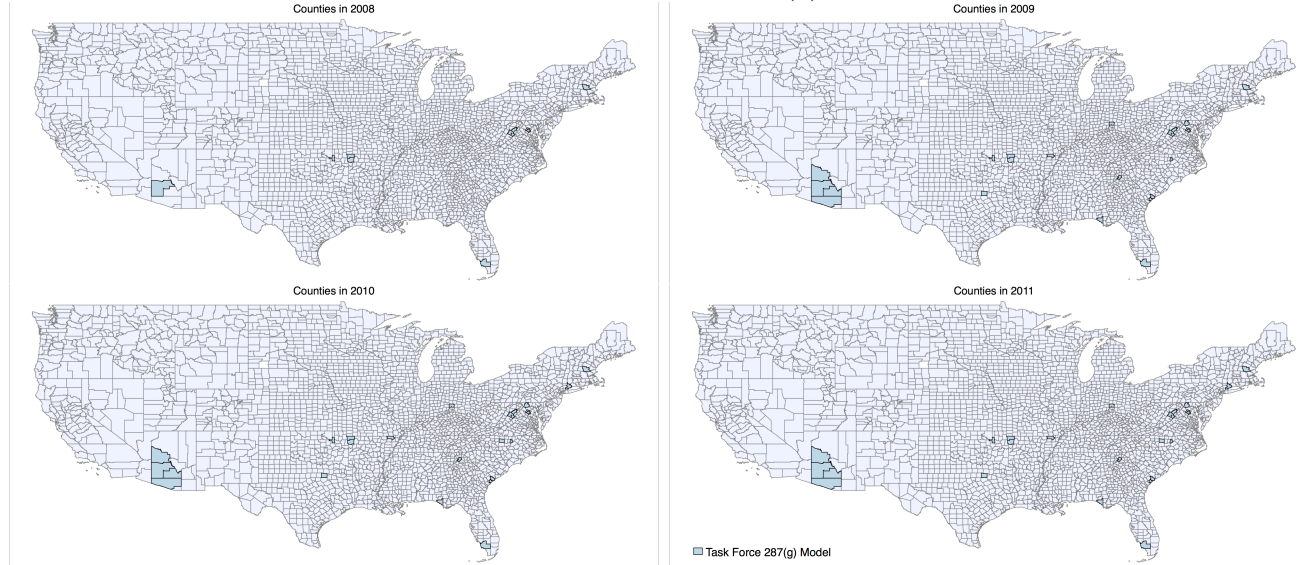 Counties in 2008
Counties in 2009
Counties in 2010
Counties in 2011
Task Force 287(g) Model